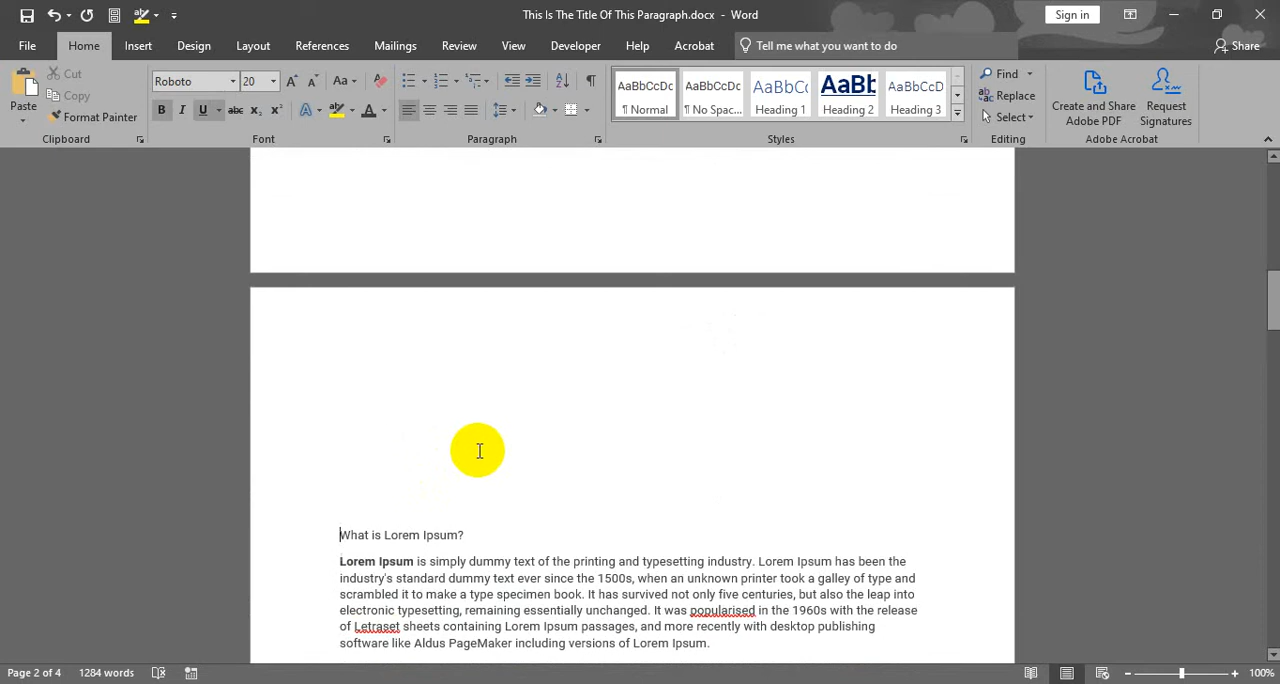 This Is The Title Of This Paragraph.docx - Word
Sign in
File Home Insert Design Layout References Mailings Review View Developer Help Acrobat Tell me what you want to do Share
Paste
Cut
Copy
Format Painter
Clipboard
Roboto 20
Aa
B I U abc x₂ x²
A A
Font
Paragraph
AaBbCcDc AaBbCcDc AaBbCc AaBb AaBbCcD
¶ Normal ¶ No Spac... Heading 1 Heading 2 Heading 3
Styles
Find
Replace
Select
Editing
Create and Share
Adobe PDF
Request
Signatures
Adobe Acrobat
What is Lorem Ipsum?
Lorem Ipsum is simply dummy text of the printing and typesetting industry. Lorem Ipsum has been the
industry's standard dummy text ever since the 1500s, when an unknown printer took a galley of type and
scrambled it to make a type specimen book. It has survived not only five centuries, but also the leap into
electronic typesetting, remaining essentially unchanged. It was popularised in the 1960s with the release
of Letraset sheets containing Lorem Ipsum passages, and more recently with desktop publishing
software like Aldus PageMaker including versions of Lorem Ipsum.
Page 2 of 4 1284 words 100%